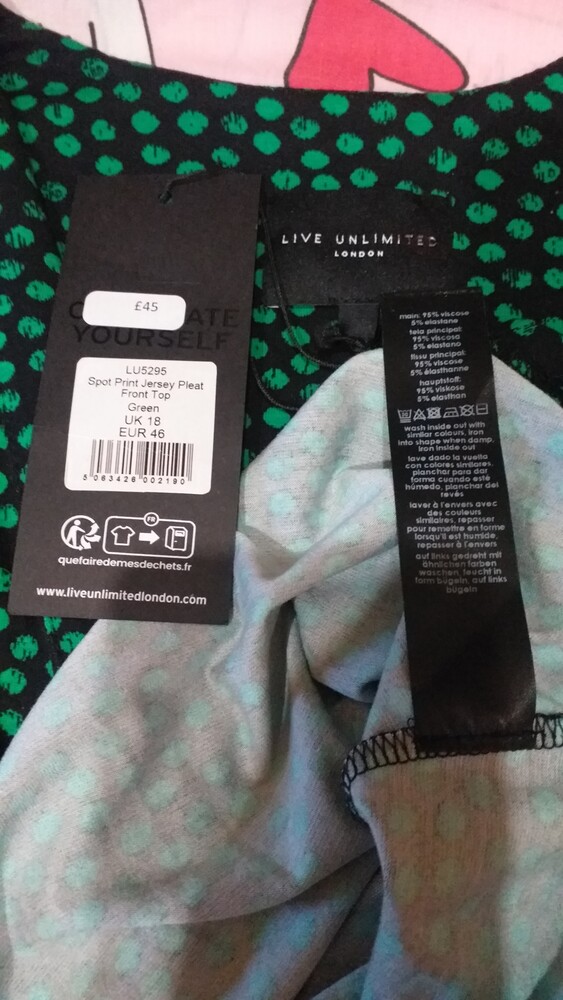 LIVE UNLIMITED
LONDON
£45
ATE
YOURSELF
LU5295
Spot Print Jersey Pleat
Front Top
Green
UK 18
EUR 46
5 063426 002190
FR
quefairedemesdechets.fr
www.liveunlimitedlondon.com
main: 95% viscose
5% elastane
tela principal:
95% viscosa
5% elastano
tissu principal:
95% viscose
5% élasthanne
hauptstoff:
95% viskose
5% elasthan
wash inside out with
similar colours, iron
into shape when damp,
iron inside out
lave dado la vuelta
con colores similares,
planchar para dar
forma cuando esté
húmedo, planchar del
revés
laver à l'envers avec
des couleurs
similaires, repasser
pour remettre en forme
lorsqu'il est humide,
repasser à l'envers
auf links gedreht mit
ähnlichen farben
waschen, feucht in
form bügeln, auf links
bügeln